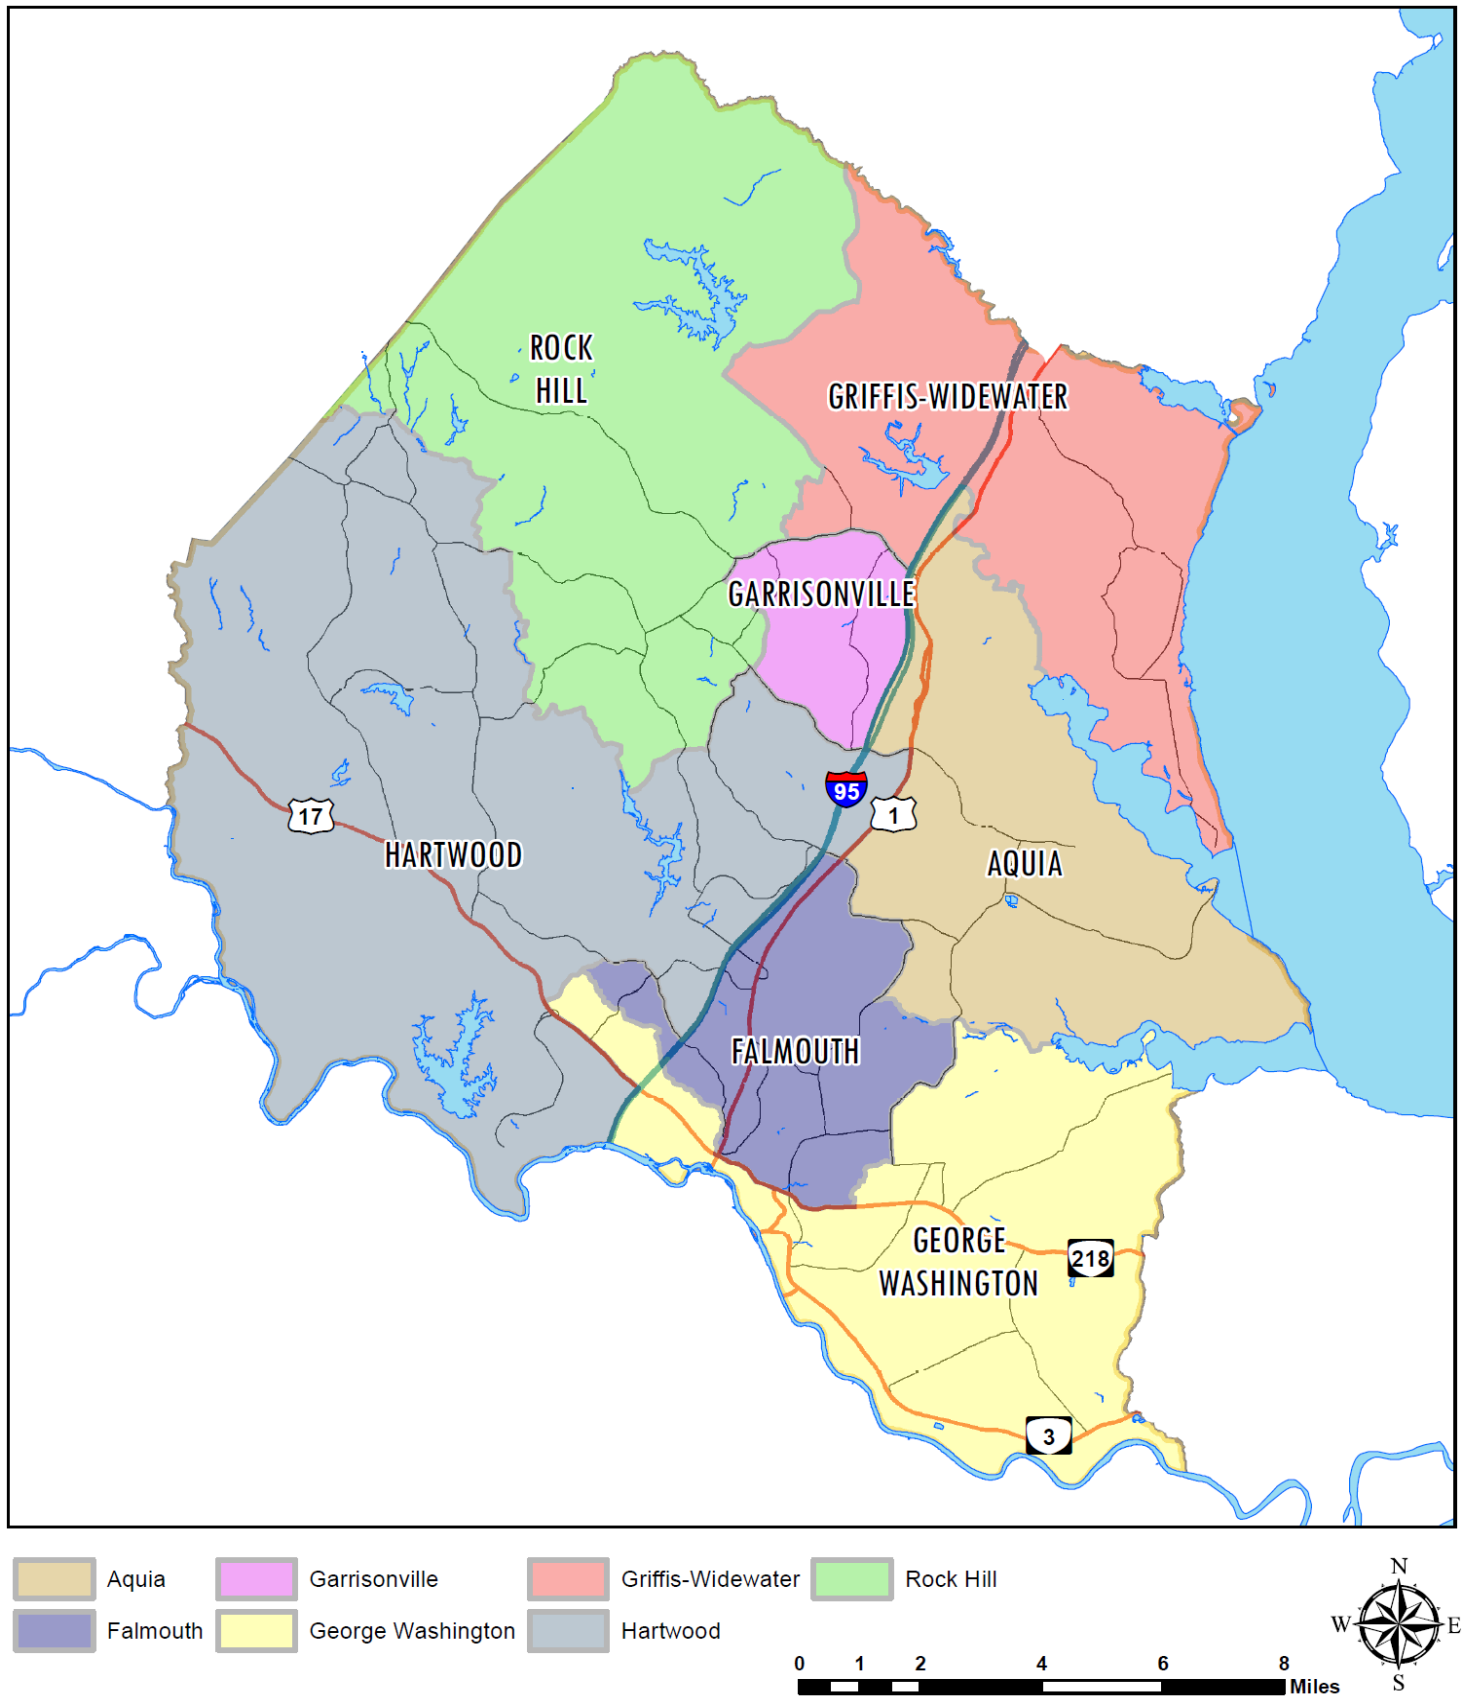 ROCK
HILL
GRIFFIS-WIDEWATER
GARRISONVILLE
95
1
17
HARTWOOD
AQUIA
FALMOUTH
GEORGE
WASHINGTON
218
3
Aquia
Garrisonville
Griffis-Widewater
Rock Hill
Falmouth
George Washington
Hartwood
N
W
E
S
0 1 2 4 6 8
Miles